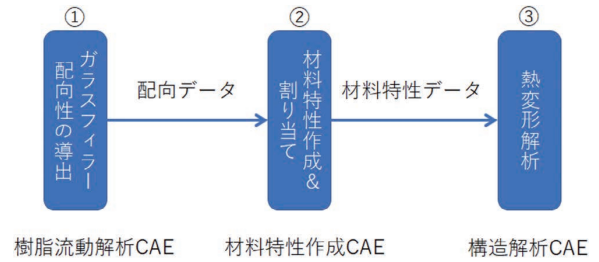 ①
②
③
ガラスフィラー
配向性の導出
配向データ
材料特性作成&
割り当て
材料特性データ
熱変形解析
樹脂流動解析CAE
材料特性作成CAE
構造解析CAE